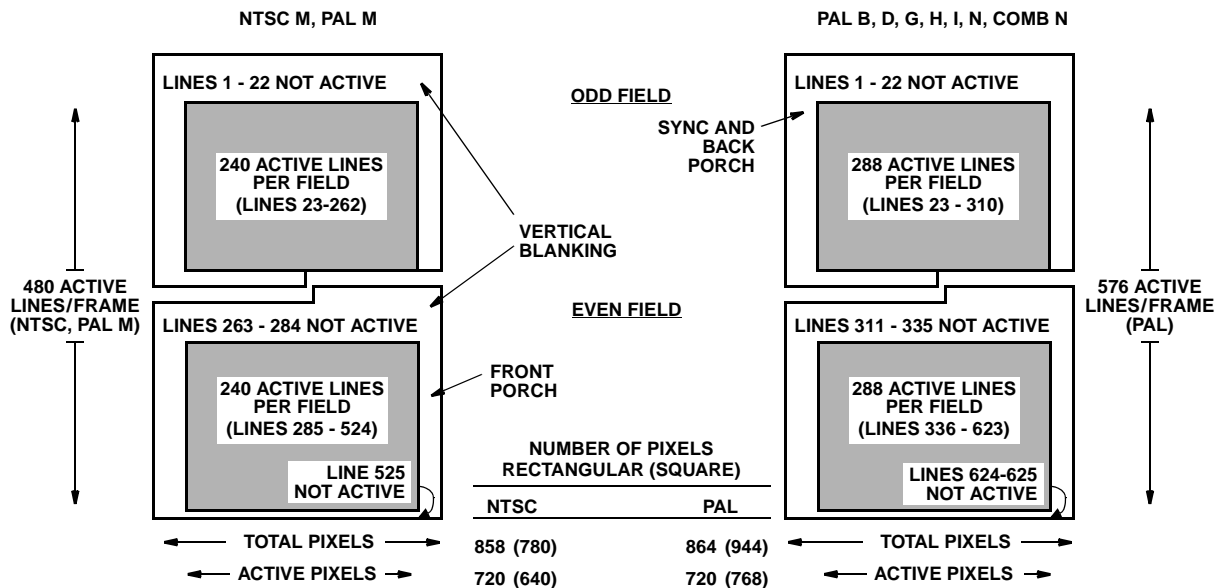 NTSC M, PAL M
LINES 1 - 22 NOT ACTIVE
240 ACTIVE LINES
PER FIELD
(LINES 23-262)
480 ACTIVE
LINES/FRAME
(NTSC, PAL M)
LINES 263 - 284 NOT ACTIVE
240 ACTIVE LINES
PER FIELD
(LINES 285 - 524)
LINE 525
NOT ACTIVE
TOTAL PIXELS
ACTIVE PIXELS
ODD FIELD
SYNC AND
BACK
PORCH
VERTICAL
BLANKING
EVEN FIELD
FRONT
PORCH
NUMBER OF PIXELS
RECTANGULAR (SQUARE)
NTSC PAL
858 (780) 864 (944)
720 (640) 720 (768)
PAL B, D, G, H, I, N, COMB N
LINES 1 - 22 NOT ACTIVE
288 ACTIVE LINES
PER FIELD
(LINES 23 - 310)
576 ACTIVE
LINES/FRAME
(PAL)
LINES 311 - 335 NOT ACTIVE
288 ACTIVE LINES
PER FIELD
(LINES 336 - 623)
LINES 624-625
NOT ACTIVE
TOTAL PIXELS
ACTIVE PIXELS